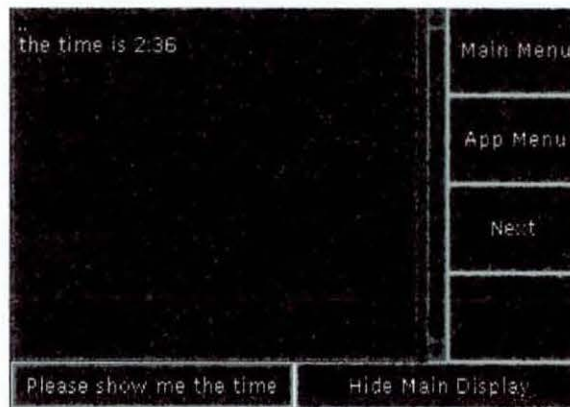 the time is 2:36
Main Menu
App Menu
Next
Please show me the time
Hide Main Display